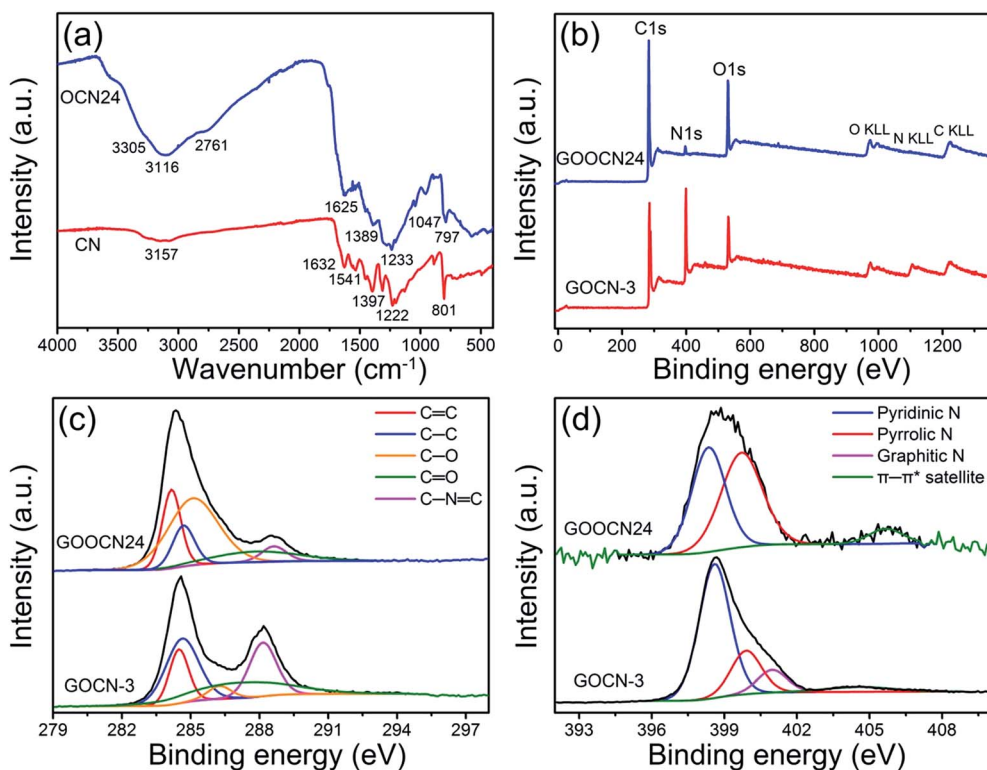 (a)
OCN24
3305
3116
2761
1625
1389
1233
1047
797
CN
3157
1632
1541
1397
1222
801
4000 3500 3000 2500 2000 1500 1000 500
Wavenumber (cm-1)
Intensity (a.u.)
(b)
C1s
O1s
N1s
O KLL
N KLL
C KLL
GOOCN24
GOCN-3
0 200 400 600 800 1000 1200
Binding energy (eV)
Intensity (a.u.)
(c)
C=C
C—C
C—O
C=O
C—N=C
GOOCN24
GOCN-3
279 282 285 288 291 294 297
Binding energy (eV)
Intensity (a.u.)
(d)
Pyridinic N
Pyrrolic N
Graphitic N
π—π* satellite
GOOCN24
GOCN-3
393 396 399 402 405 408
Binding energy (eV)
Intensity (a.u.)